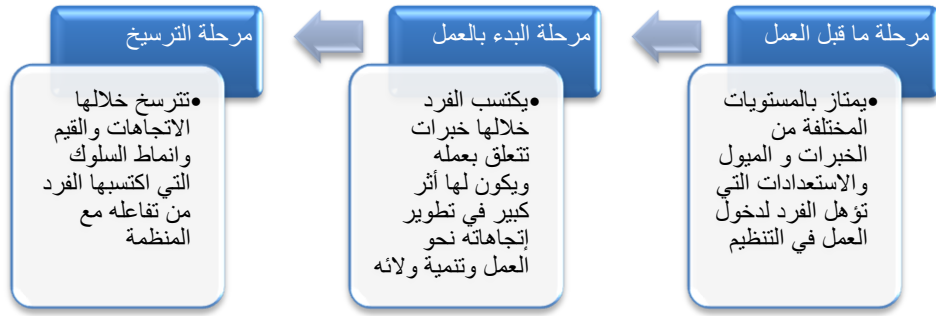 مرحلة ما قبل العمل
•يمتاز بالمستويات
المختلفة من
الخبرات و الميول
والاستعدادات التي
تؤهل الفرد لدخول
العمل في التنظيم
مرحلة البدء بالعمل
•يكتسب الفرد
خلالها خبرات
تتعلق بعمله
ويكون لها أثر
كبير في تطوير
إتجاهاته نحو
العمل وتنمية ولائه
مرحلة الترسيخ
•تترسخ خلالها
الاتجاهات والقيم
وانماط السلوك
التي اكتسبها الفرد
من تفاعله مع
المنظمة